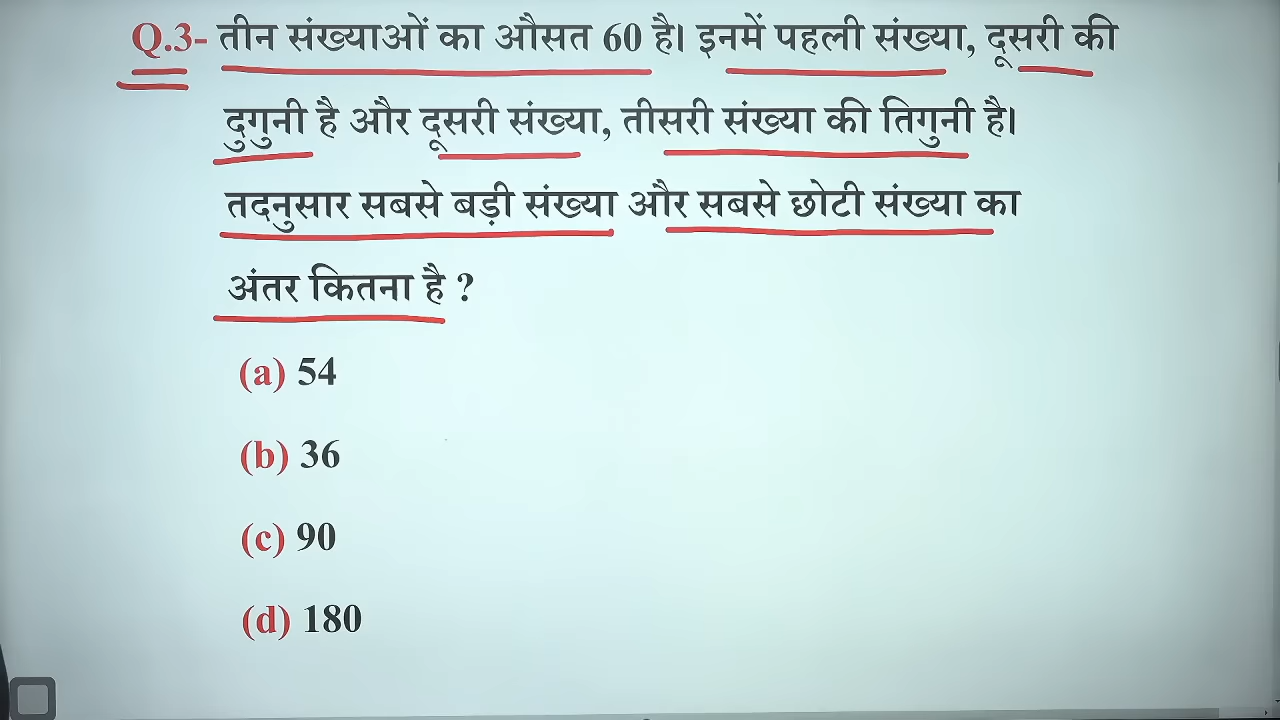 Q.3- तीन संख्याओं का औसत 60 है। इनमें पहली संख्या, दूसरी की
दुगुनी है और दूसरी संख्या, तीसरी संख्या की तिगुनी है।
तदनुसार सबसे बड़ी संख्या और सबसे छोटी संख्या का
अंतर कितना है ?
(a) 54
(b) 36
(c) 90
(d) 180